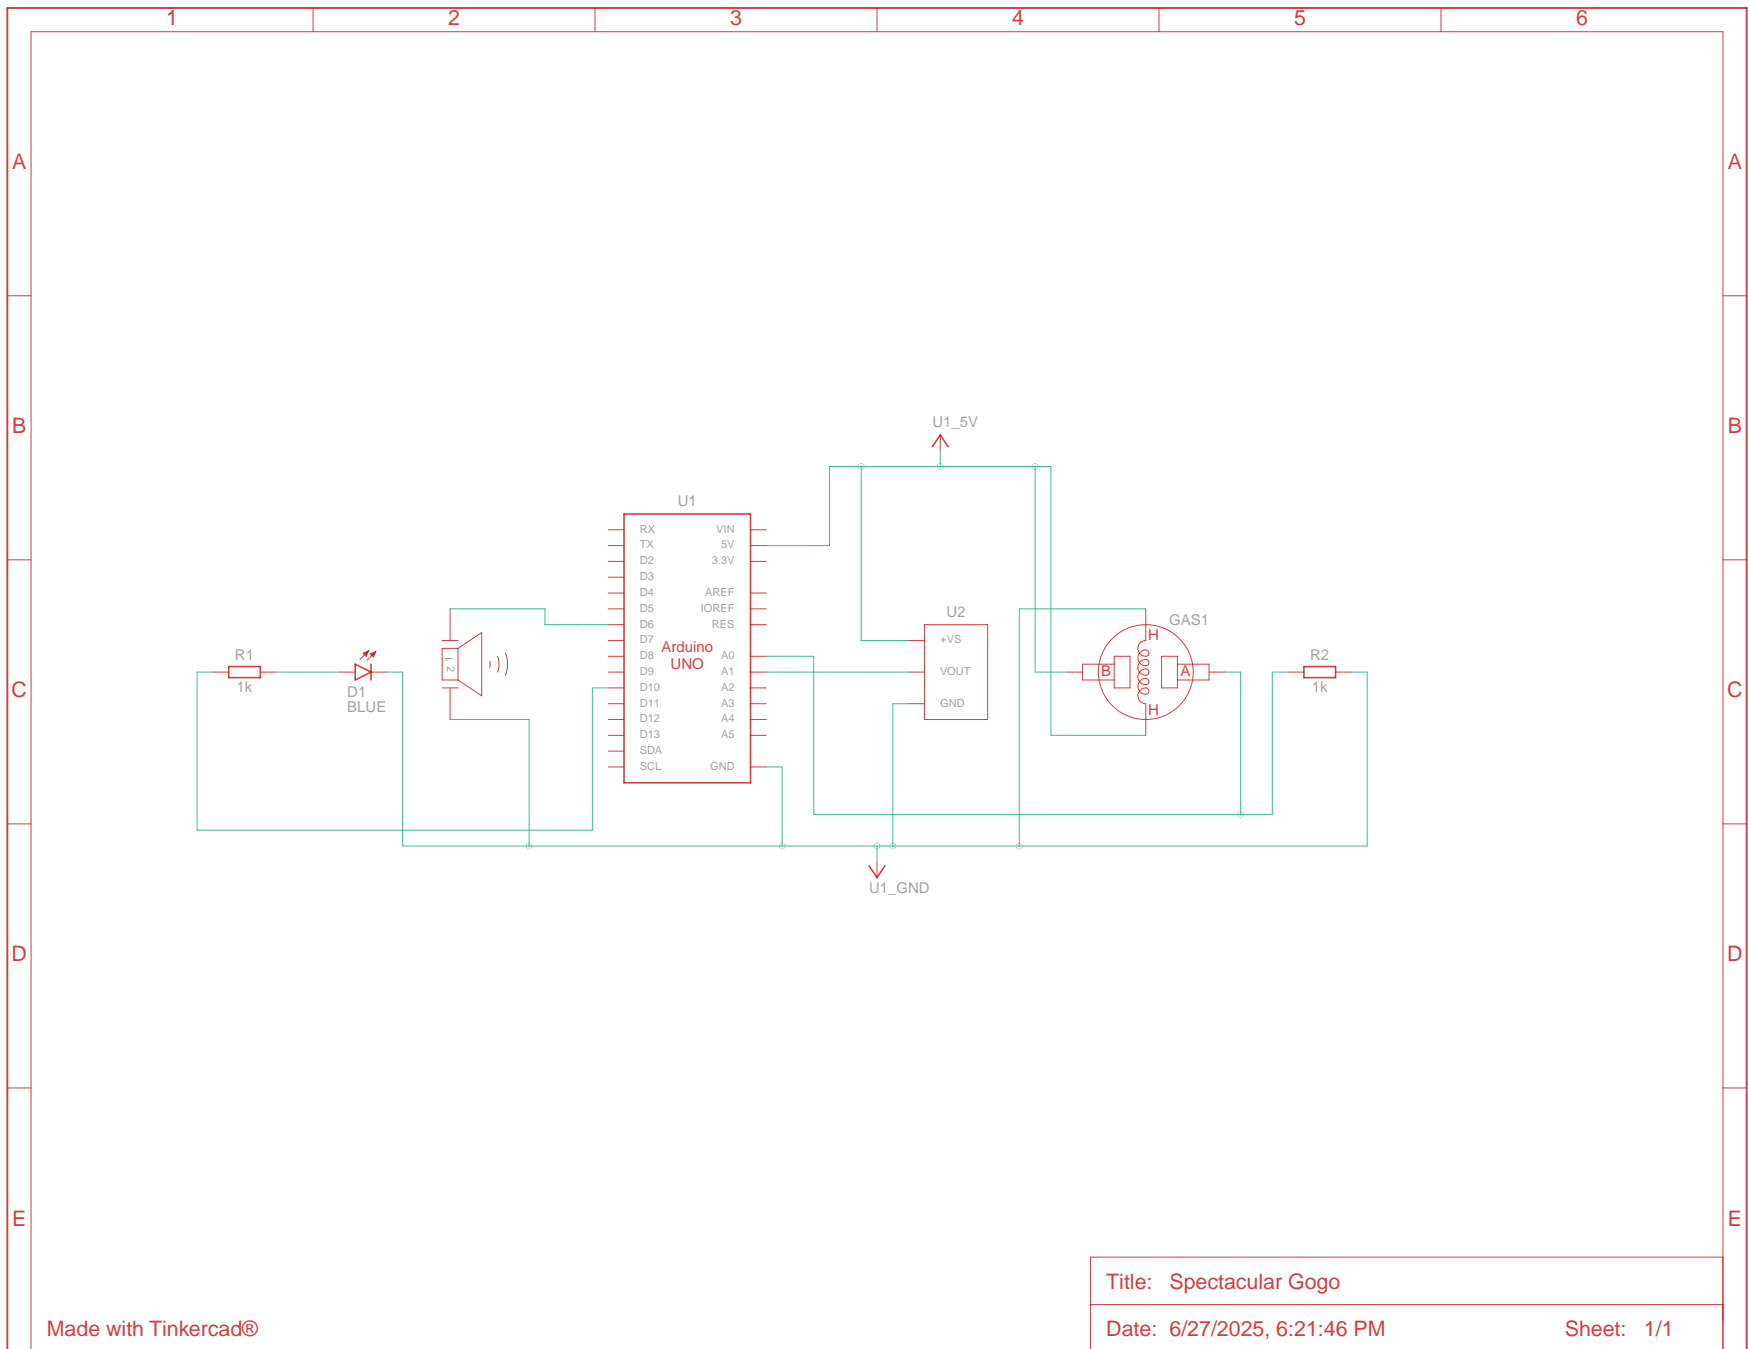 1 2 3 4 5 6
A A
B B
U1_5V
U1
RX VIN
TX 5V
D2 3.3V
D3
D4 AREF
D5 IOREF
D6 RES
D7
D8 A0
D9 A1
D10 A2
D11 A3
D12 A4
D13 A5
SDA
SCL GND
Arduino
UNO
U2
+VS
VOUT
GND
GAS1
H
B A
H
R1
1k
D1
BLUE
1 2
R2
1k
C C
U1_GND
D D
E E
Title: Spectacular Gogo
Made with Tinkercad®
Date: 6/27/2025, 6:21:46 PM Sheet: 1/1